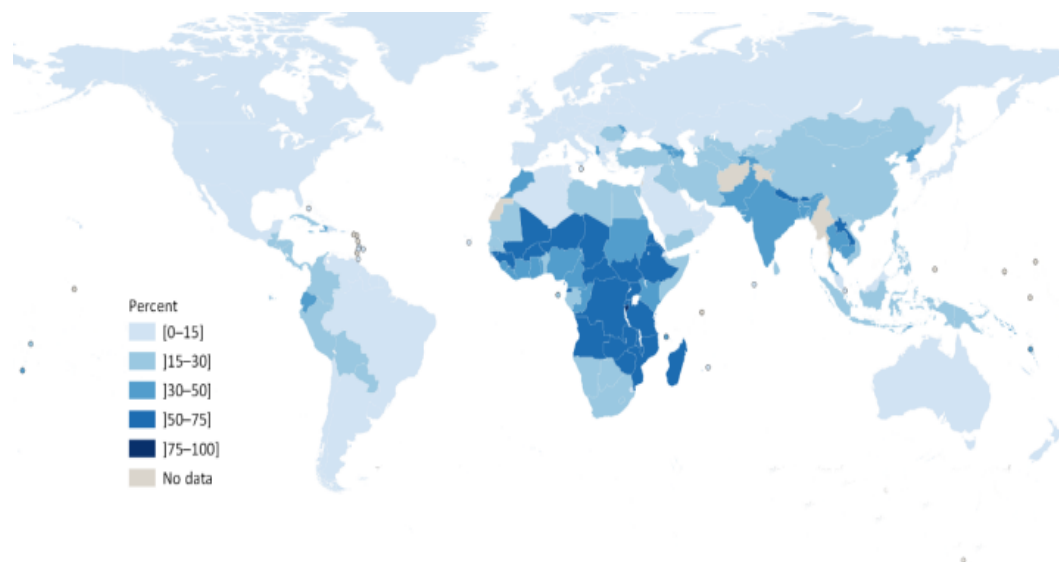 Percent
[0–15]
]15–30]
]30–50]
]50–75]
]75–100]
No data